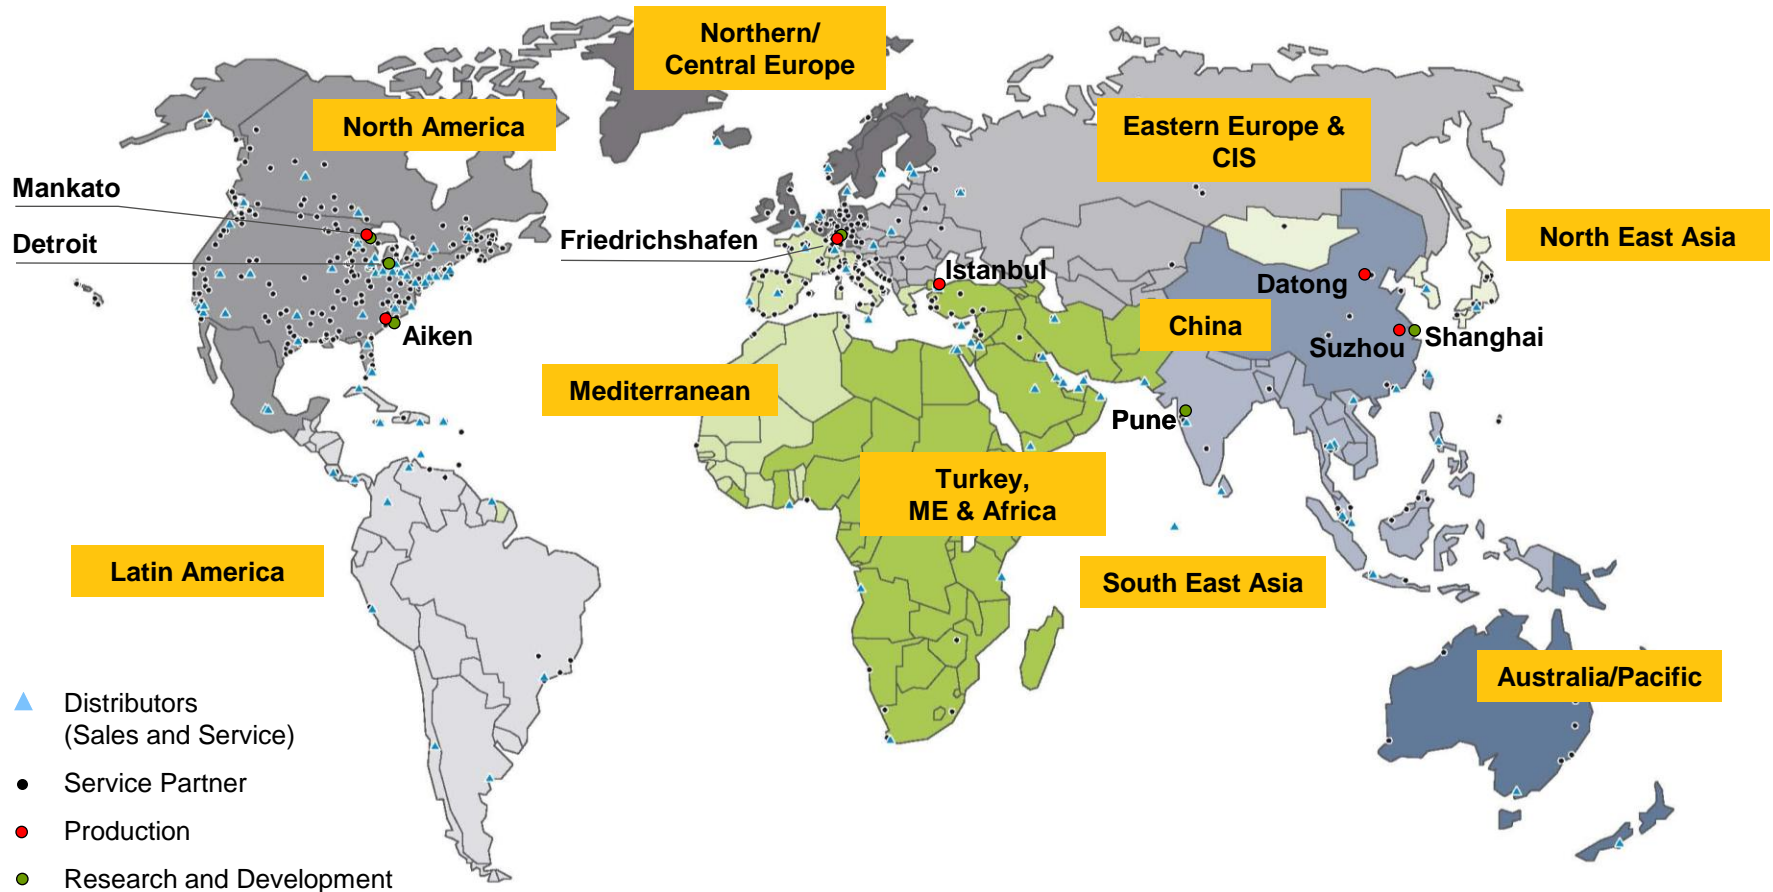 Northern/
Central Europe
North America
Eastern Europe &
CIS
Mankato
Detroit
Friedrichshafen
Istanbul
North East Asia
Datong
China
Suzhou
Shanghai
Aiken
Mediterranean
Pune
Turkey,
ME & Africa
Latin America
South East Asia
Australia/Pacific
Distributors
(Sales and Service)
Service Partner
Production
Research and Development